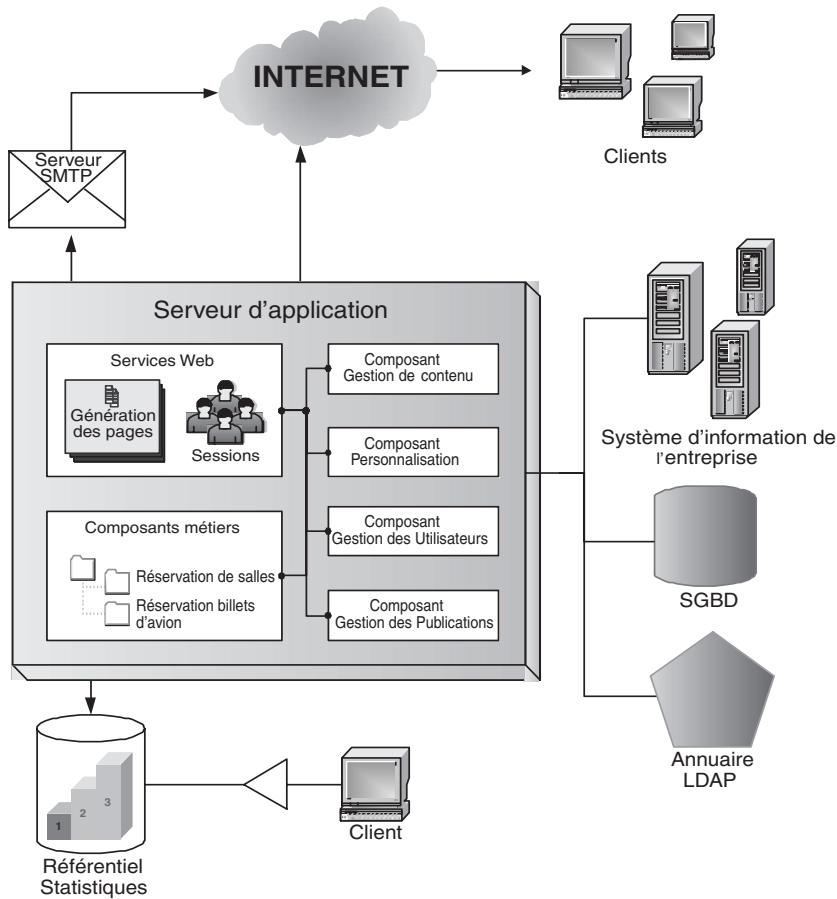 INTERNET
Clients
Serveur
SMTP
Serveur d'application
Services Web
Génération
des pages
Sessions
Composant
Gestion de contenu
Composant
Personnalisation
Composants métiers
Réservation de salles
Réservation billets
d'avion
Composant
Gestion des Utilisateurs
Composant
Gestion des Publications
Système d'information de
l'entreprise
SGBD
Annuaire
LDAP
1
2
3
Client
Référentiel
Statistiques